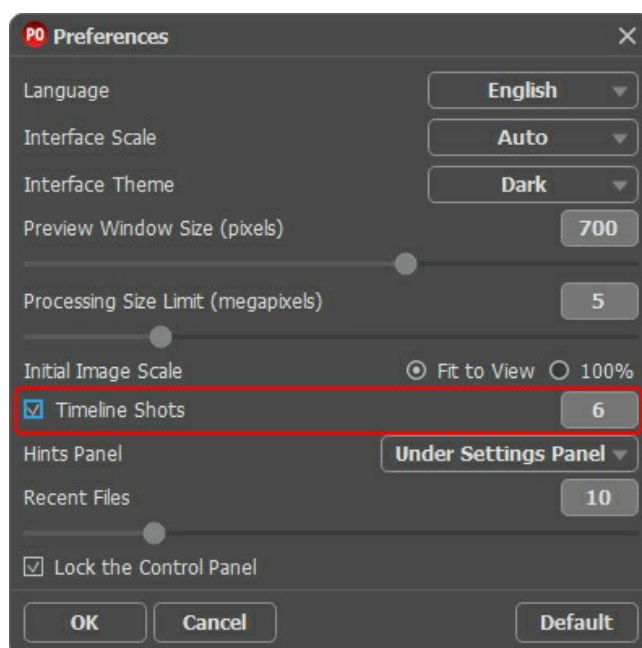 PO Preferences
Language English
Interface Scale Auto
Interface Theme Dark
Preview Window Size (pixels) 700
Processing Size Limit (megapixels) 5
Initial Image Scale Fit to View 100%
Timeline Shots 6
Hints Panel Under Settings Panel
Recent Files 10
Lock the Control Panel
OK Cancel Default